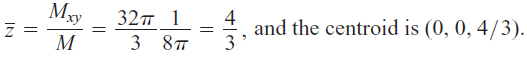 z̄ = M_xy / M = 32π/3 1/8π = 4/3, and the centroid is (0, 0, 4/3).